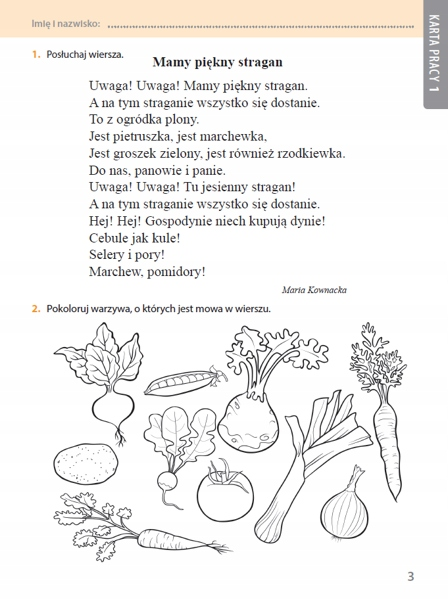 Imię i nazwisko:
KARTA PRACY 1
1. Posłuchaj wiersza.
Mamy piękny stragan
Uwaga! Uwaga! Mamy piękny stragan.
A na tym straganie wszystko się dostanie.
To z ogródka plony.
Jest pietruszka, jest marchewka,
Jest groszek zielony, jest również rzodkiewka.
Do nas, panowie i panie.
Uwaga! Uwaga! Tu jesienny stragan!
A na tym straganie wszystko się dostanie.
Hej! Hej! Gospodynie niech kupują dynie!
Cebule jak kule!
Selery i pory!
Marchew, pomidory!
Maria Kownacka
2. Pokoloruj warzywa, o których jest mowa w wierszu.
3